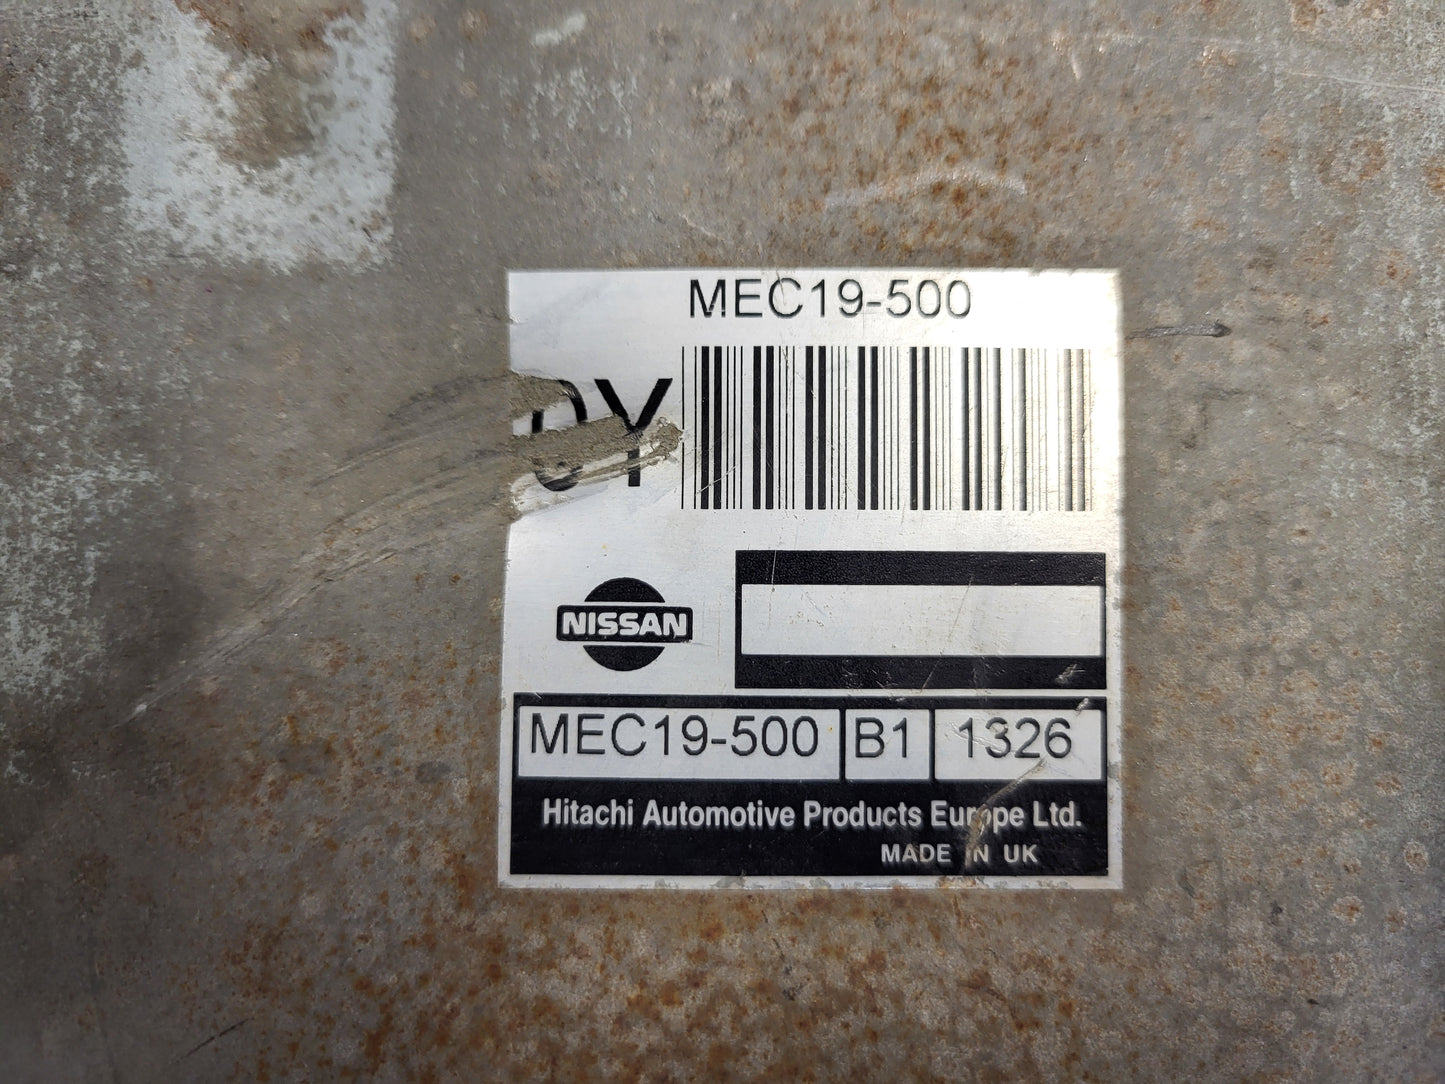 MEC19-500
Y
NISSAN
MEC19-500 B1 1326
Hitachi Automotive Products Europe Ltd.
MADE IN UK